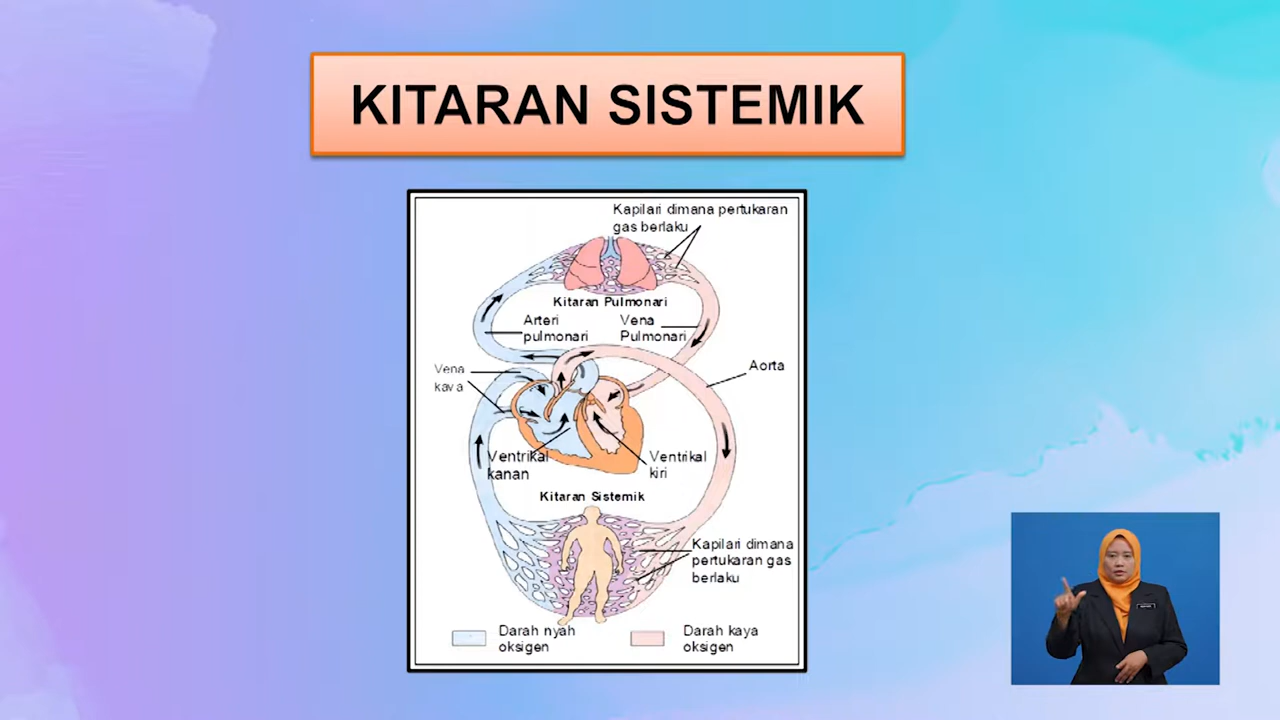 KITARAN SISTEMIK
Kapilari dimana pertukaran
gas berlaku
Kitaran Pulmonari
Arteri
pulmonari
Vena
Pulmonari
Vena
kava
Aorta
Ventrikal
kanan
Ventrikal
kiri
Kitaran Sistemik
Kapilari dimana
pertukaran gas
berlaku
Darah nyah
oksigen
Darah kaya
oksigen